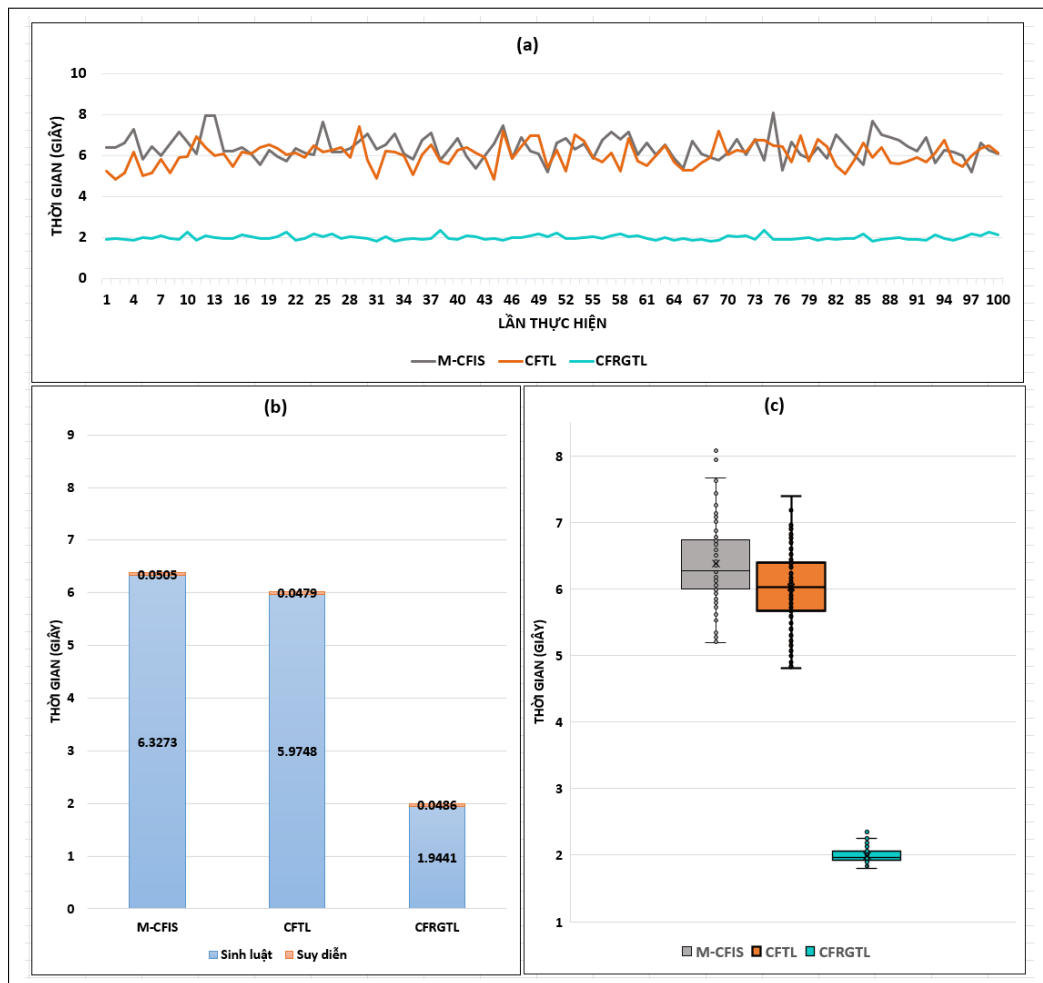 (a)
THỜI GIAN (GIÂY)
10
8
6
4
2
0
1 4 7 10 13 16 19 22 25 28 31 34 37 40 43 46 49 52 55 58 61 64 67 70 73 76 79 82 85 88 91 94 97 100
LẦN THỰC HIỆN
M-CFIS CFTL CFRGTL
(b)
THỜI GIAN (GIÂY)
9
8
7
6
5
4
3
2
1
0
0.0505
6.3273
0.0479
5.9748
0.0486
1.9441
M-CFIS CFTL CFRGTL
Sinh luật Suy diễn
(c)
THỜI GIAN (GIÂY)
8
7
6
5
4
3
2
1
M-CFIS CFTL CFRGTL